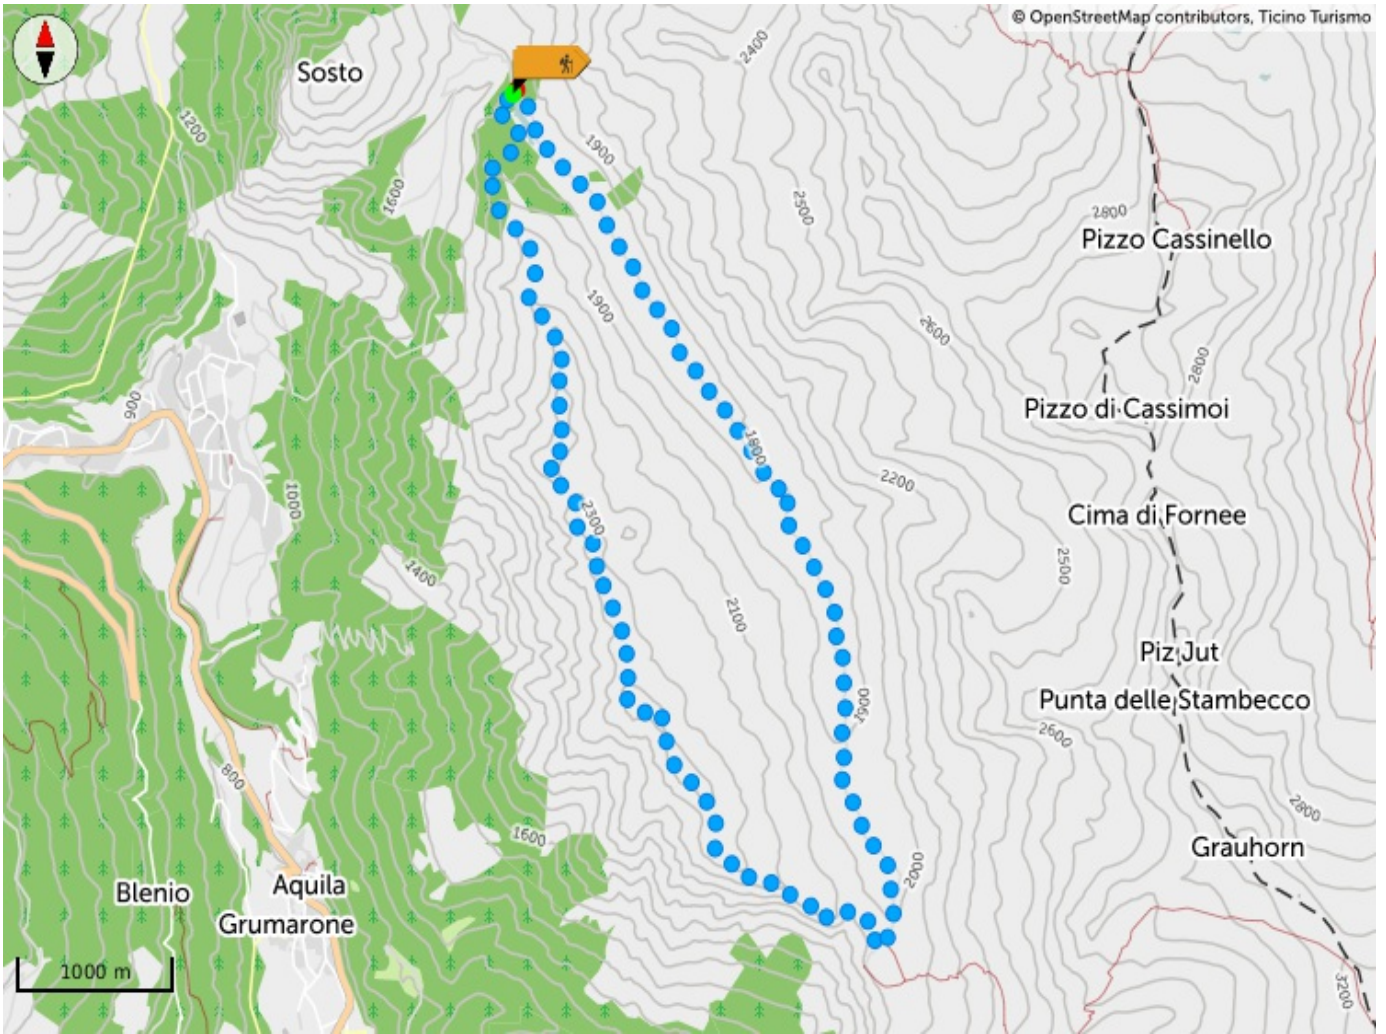 © OpenStreetMap contributors, Ticino Turismo
2400
Sosto
1200
1900
1600
2500
2800
Pizzo Cassinello
1900
2600
2800
900
Pizzo di Cassimoi
1800
2200
1000
2300
Cima di Fornee
2500
1400
2100
Piz Jut
Punta delle Stambecco
1900
2600
800
2800
1600
Grauhorn
2000
Aquila
Blenio
Grumarone
1000 m
3200